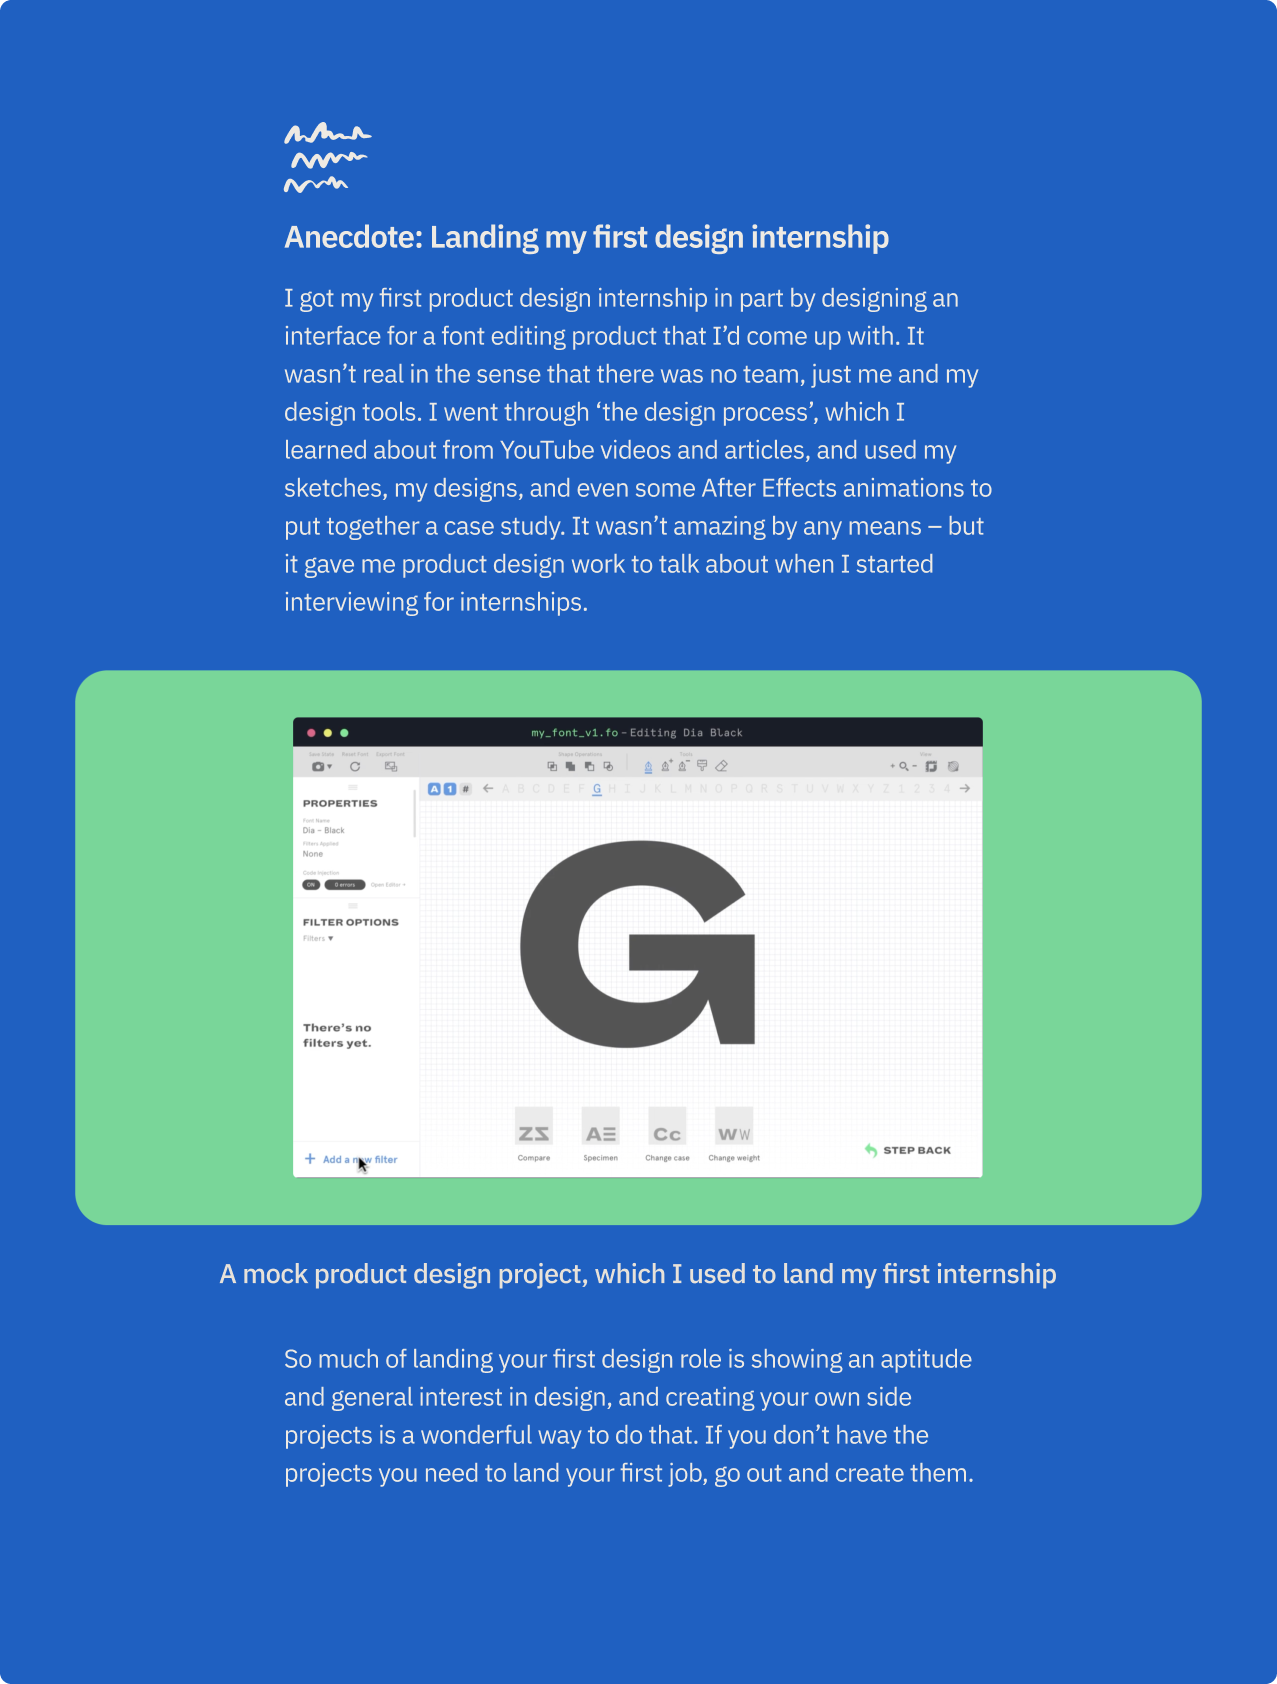 Anecdote: Landing my first design internship
I got my first product design internship in part by designing an
interface for a font editing product that I’d come up with. It
wasn’t real in the sense that there was no team, just me and my
design tools. I went through ‘the design process’, which I
learned about from YouTube videos and articles, and used my
sketches, my designs, and even some After Effects animations to
put together a case study. It wasn’t amazing by any means – but
it gave me product design work to talk about when I started
interviewing for internships.
my_font_v1.fo – Editing Dia Black
Save State Reset Font Export Font Shape Operations Tools View
A 1 # ← A B C D E F G H I J K L M N O P Q R S T U V W X Y Z 1 2 3 4 →
PROPERTIES
Font Name
Dia – Black
Filters Applied
None
Code Injection
ON 0 errors Open Editor
FILTER OPTIONS
Filters ▼
There’s no
filters yet.
+ Add a new filter
G
ZZ AE Cc WW
Compare Specimen Change case Change weight
STEP BACK
A mock product design project, which I used to land my first internship
So much of landing your first design role is showing an aptitude
and general interest in design, and creating your own side
projects is a wonderful way to do that. If you don’t have the
projects you need to land your first job, go out and create them.